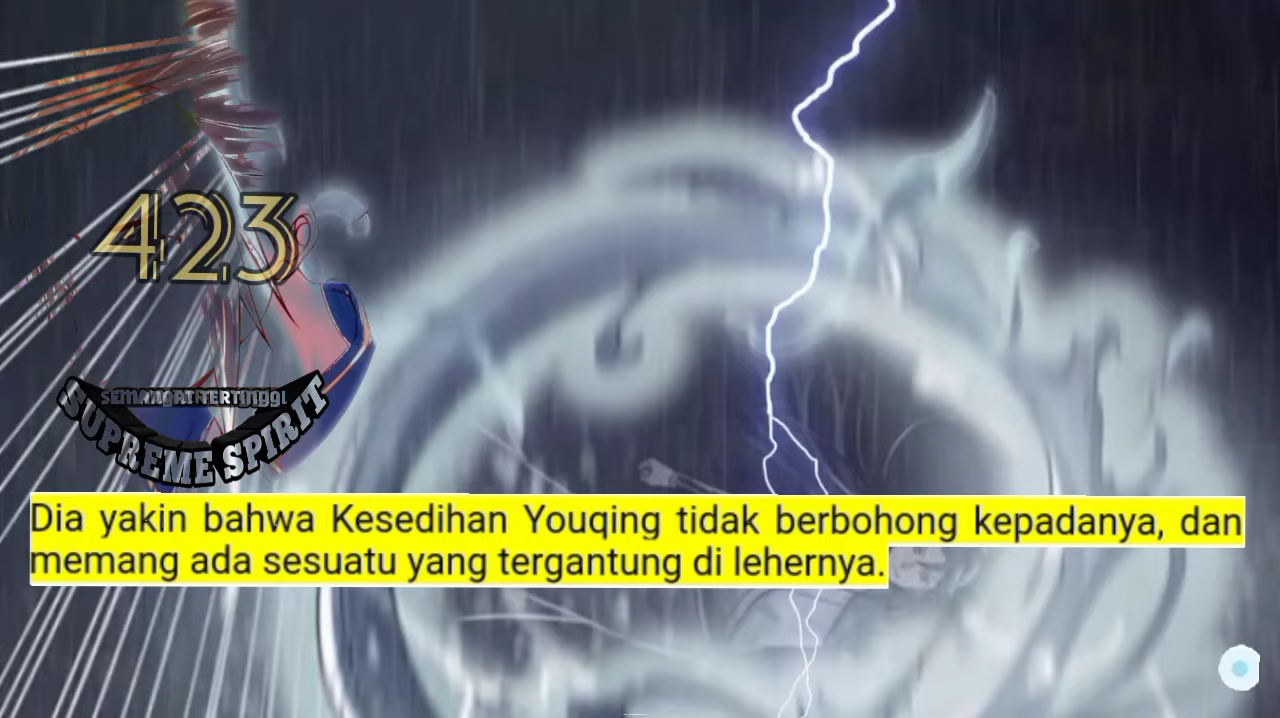 423
SEMANGAT TERTINGGI
SUPREME SPIRIT
Dia yakin bahwa Kesedihan Youqing tidak berbohong kepadanya, dan
memang ada sesuatu yang tergantung di lehernya.